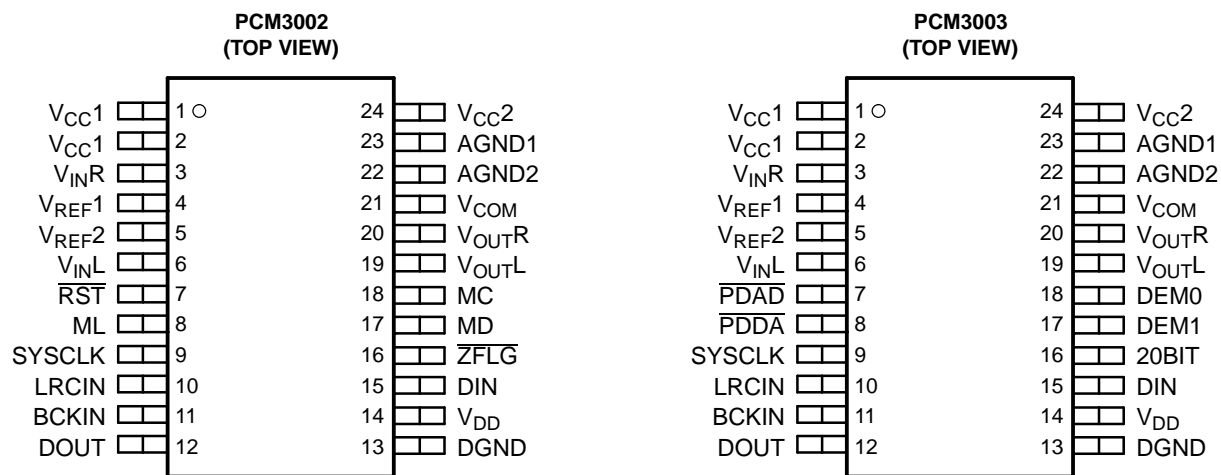 PCM3002
(TOP VIEW)
VCC1 1 24 VCC2
VCC1 2 23 AGND1
VINR 3 22 AGND2
VREF1 4 21 VCOM
VREF2 5 20 VOUTR
VINL 6 19 VOUTL
RST 7 18 MC
ML 8 17 MD
SYSCLK 9 16 ZFLG
LRCIN 10 15 DIN
BCKIN 11 14 VDD
DOUT 12 13 DGND
PCM3003
(TOP VIEW)
VCC1 1 24 VCC2
VCC1 2 23 AGND1
VINR 3 22 AGND2
VREF1 4 21 VCOM
VREF2 5 20 VOUTR
VINL 6 19 VOUTL
PDAD 7 18 DEM0
PDDA 8 17 DEM1
SYSCLK 9 16 20BIT
LRCIN 10 15 DIN
BCKIN 11 14 VDD
DOUT 12 13 DGND